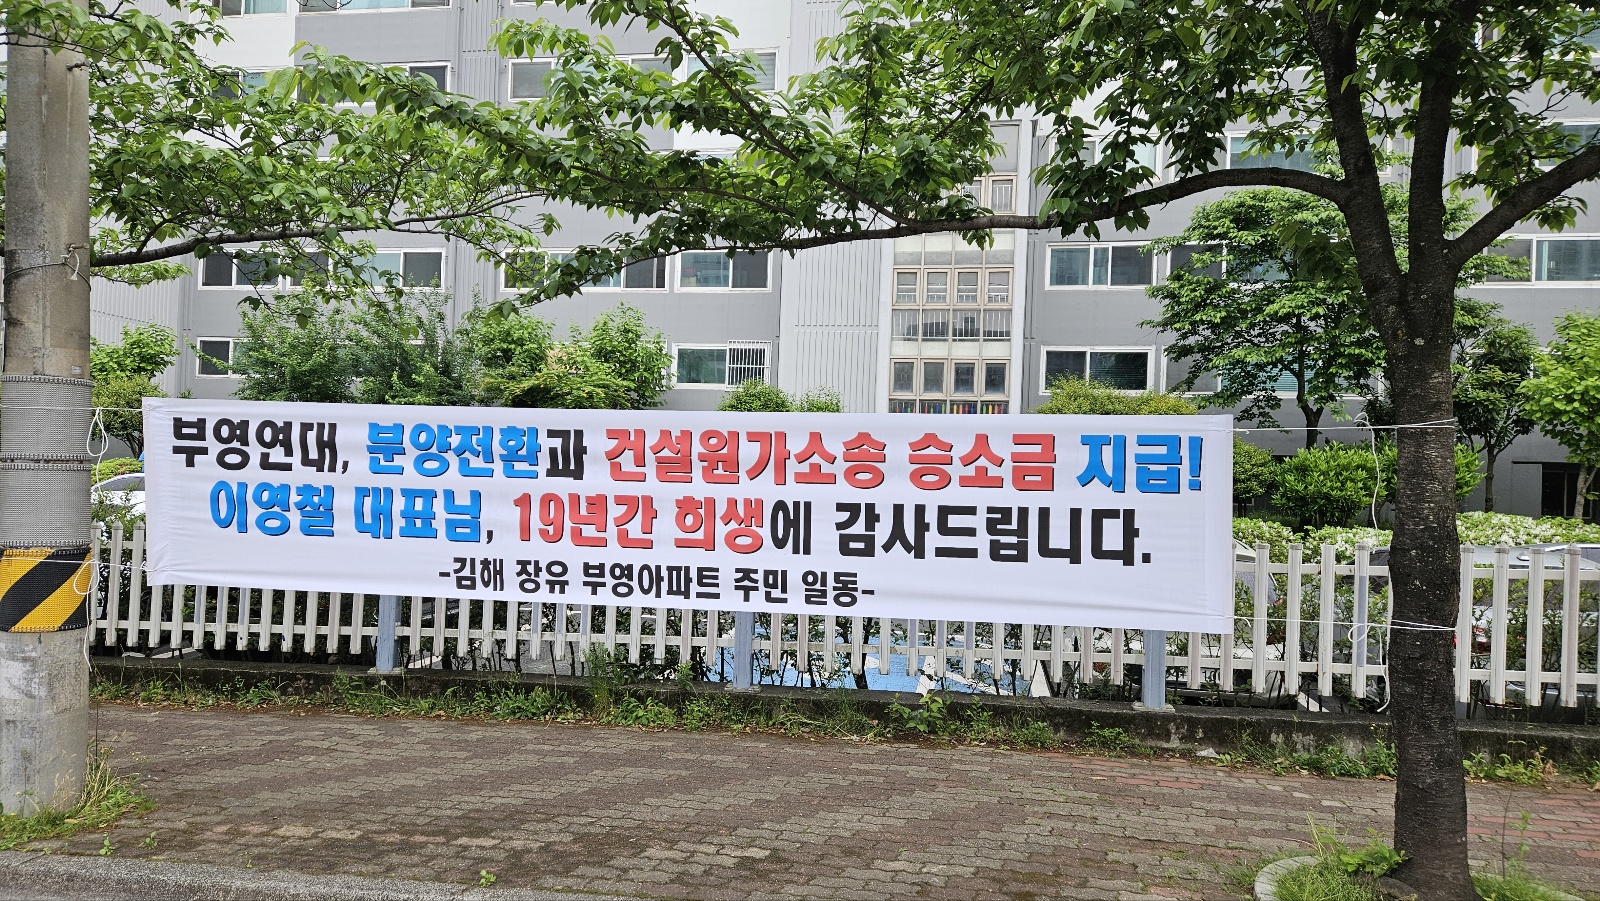 부영연대, 분양전환과 건설원가소송 승소금 지급!
이영철 대표님, 19년간 희생에 감사드립니다.
-김해 장유 부영아파트 주민 일동-